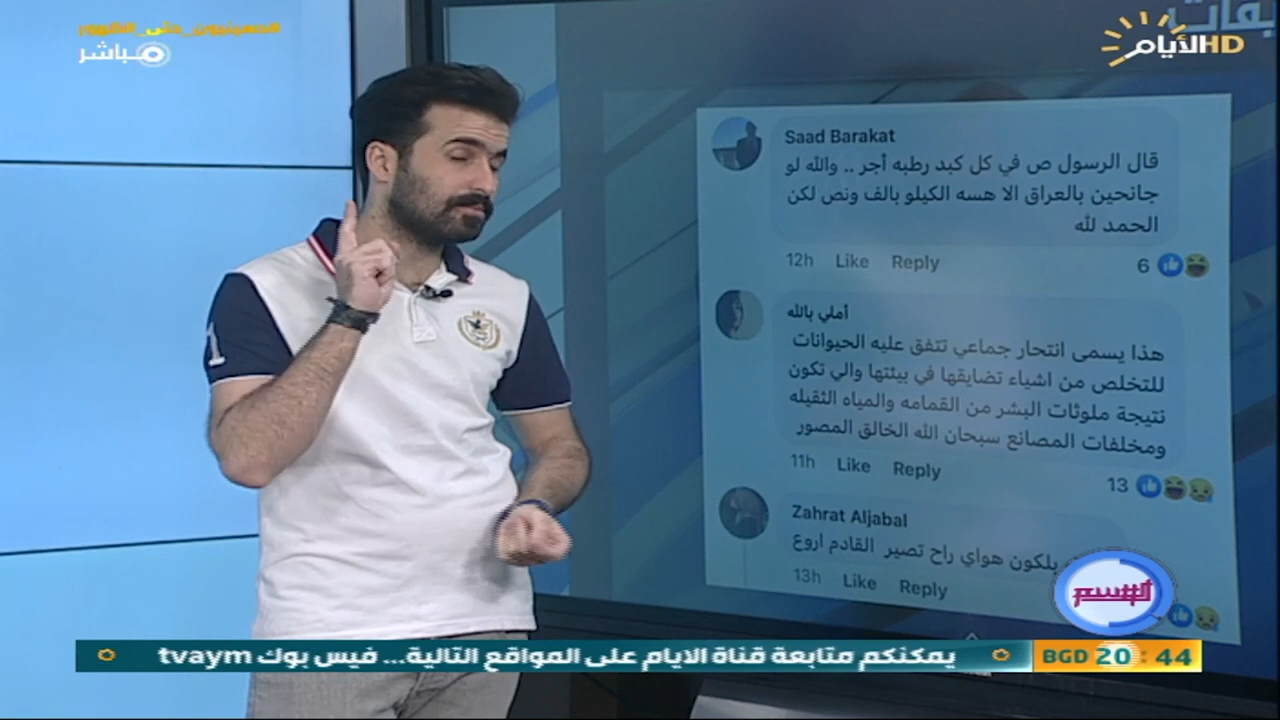 #حسينيون_حتى_الظهور
مباشر
الأيام HD
Saad Barakat
قال الرسول ص في كل كبد رطبه أجر .. والله لو
جانحين بالعراق الا هسه الكيلو بالف ونص لكن
الحمد لله
12h Like Reply
6
أملي بالله
هذا يسمى انتحار جماعي تتفق عليه الحيوانات
للتخلص من اشياء تضايقها في بيئتها والي تكون
نتيجة ملوثات البشر من القمامه والمياه الثقيله
ومخلفات المصانع سبحان الله الخالق المصور
11h Like Reply
13
Zahrat Aljabal
بلكون هواي راح تصير القادم اروع
13h Like Reply
يمكنكم متابعة قناة الايام على المواقع التالية... فيس بوك tvaym
BGD 20:44